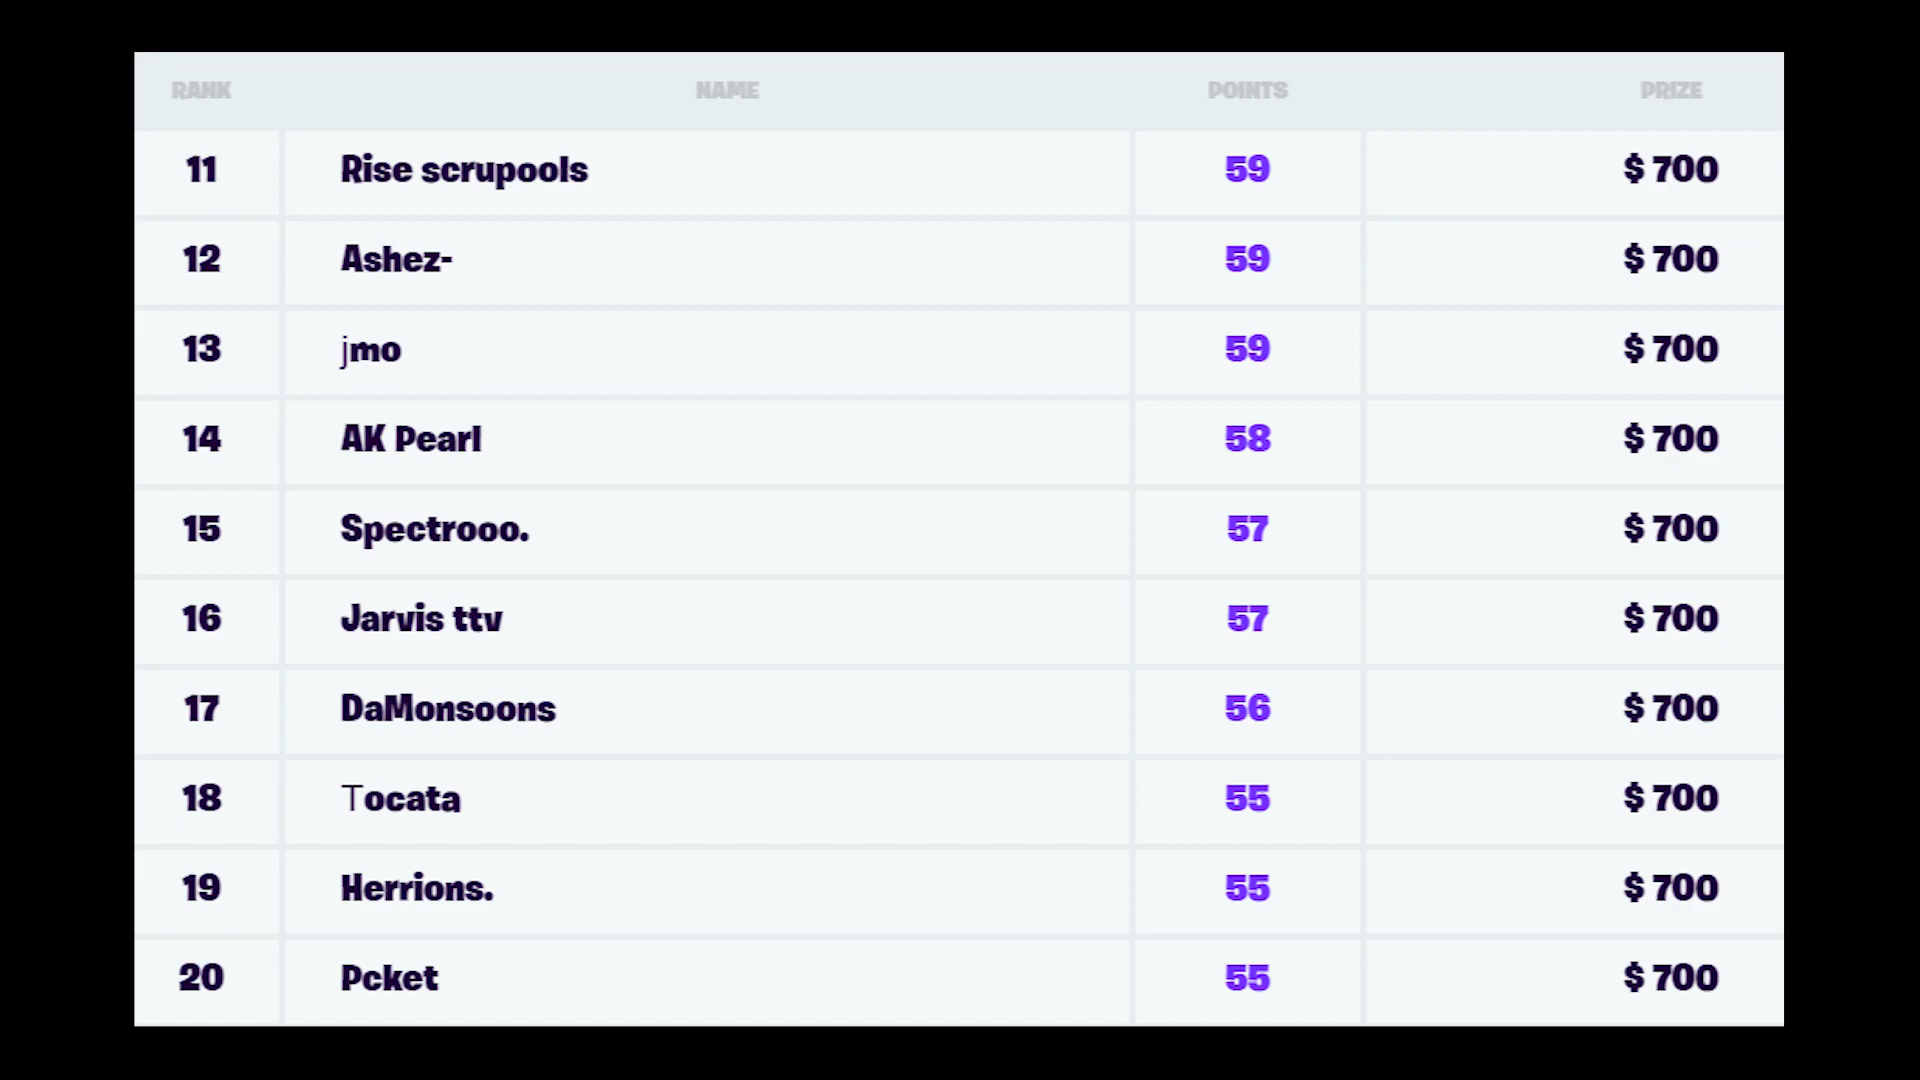 RANK NAME POINTS PRIZE
11 Rise scrupools 59 $ 700
12 Ashez- 59 $ 700
13 jmo 59 $ 700
14 AK Pearl 58 $ 700
15 Spectrooo. 57 $ 700
16 Jarvis ttv 57 $ 700
17 DaMonsoons 56 $ 700
18 Tocata 55 $ 700
19 Herrions. 55 $ 700
20 Pcket 55 $ 700